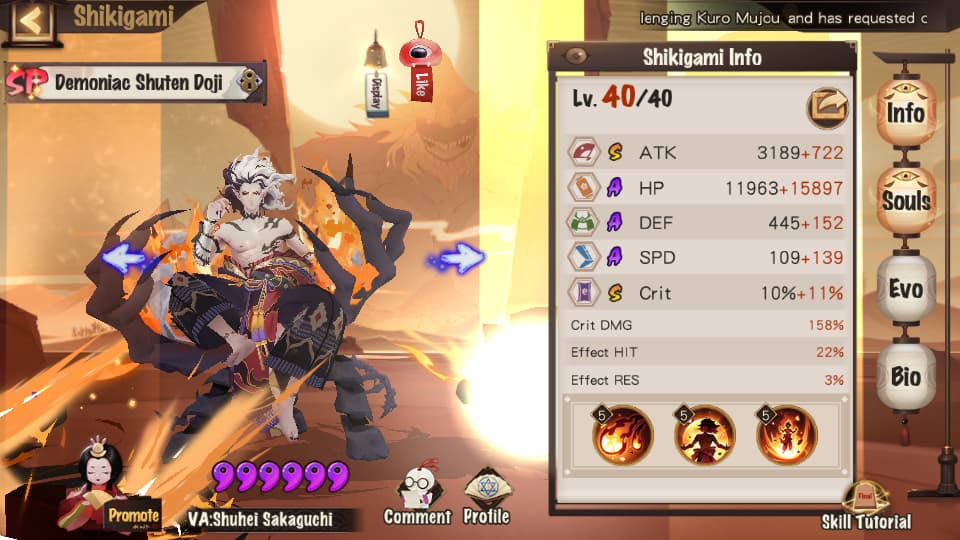 Shikigami
lenging Kuro Mujou and has requested
SP Demoniac Shuten Doji
Display
Like
Shikigami Info
Lv. 40/40
S ATK 3189+722
A HP 11963+15897
A DEF 445+152
A SPD 109+139
S Crit 10%+11%
Crit DMG 158%
Effect HIT 22%
Effect RES 3%
5 5 5
Info
Souls
Evo
Bio
Promote
VA:Shuhei Sakaguchi
Comment
Profile
Final
Skill Tutorial